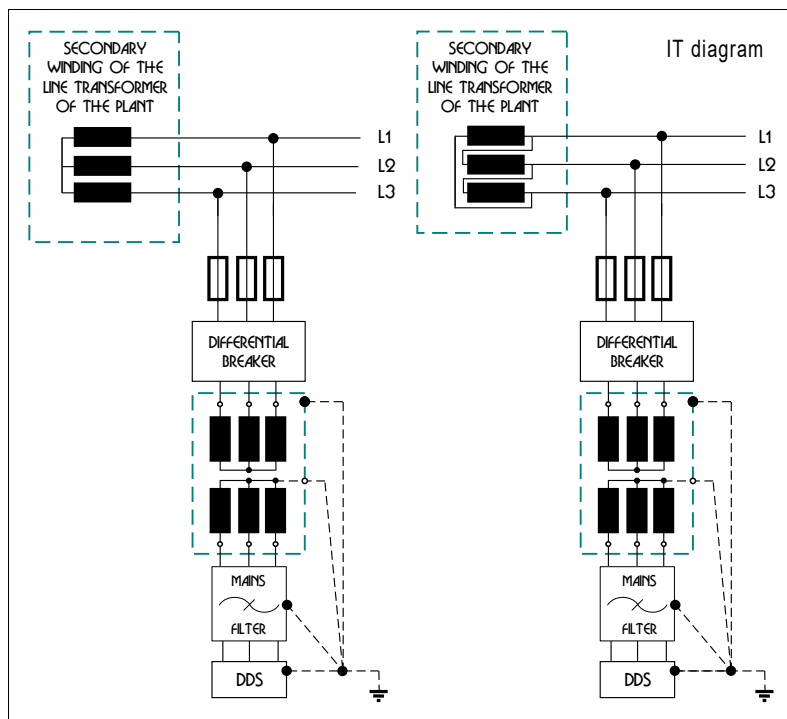 IT diagram
SECONDARY
WINDING OF THE
LINE TRANSFORMER
OF THE PLANT
L1
L2
L3
DIFFERENTIAL
BREAKER
MAINS
FILTER
DDS
SECONDARY
WINDING OF THE
LINE TRANSFORMER
OF THE PLANT
L1
L2
L3
DIFFERENTIAL
BREAKER
MAINS
FILTER
DDS